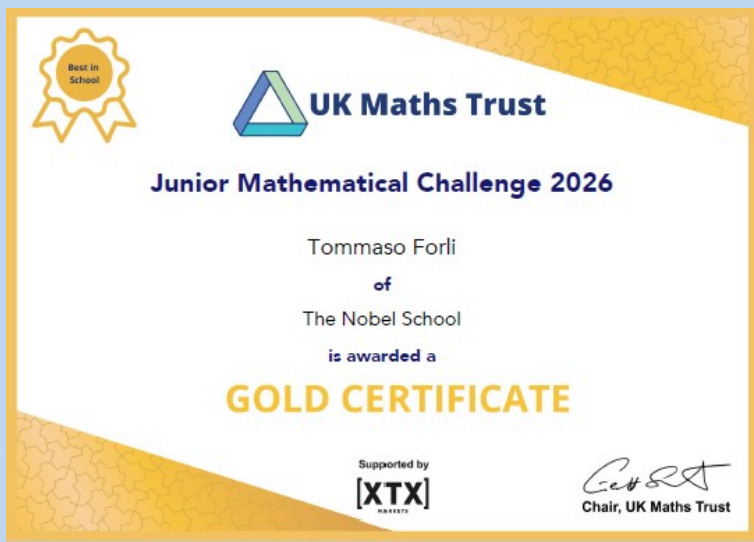 Best in
School
UK Maths Trust
Junior Mathematical Challenge 2026
Tommaso Forli
of
The Nobel School
is awarded a
GOLD CERTIFICATE
Supported by
[XTX]
MARKETS
Chair, UK Maths Trust